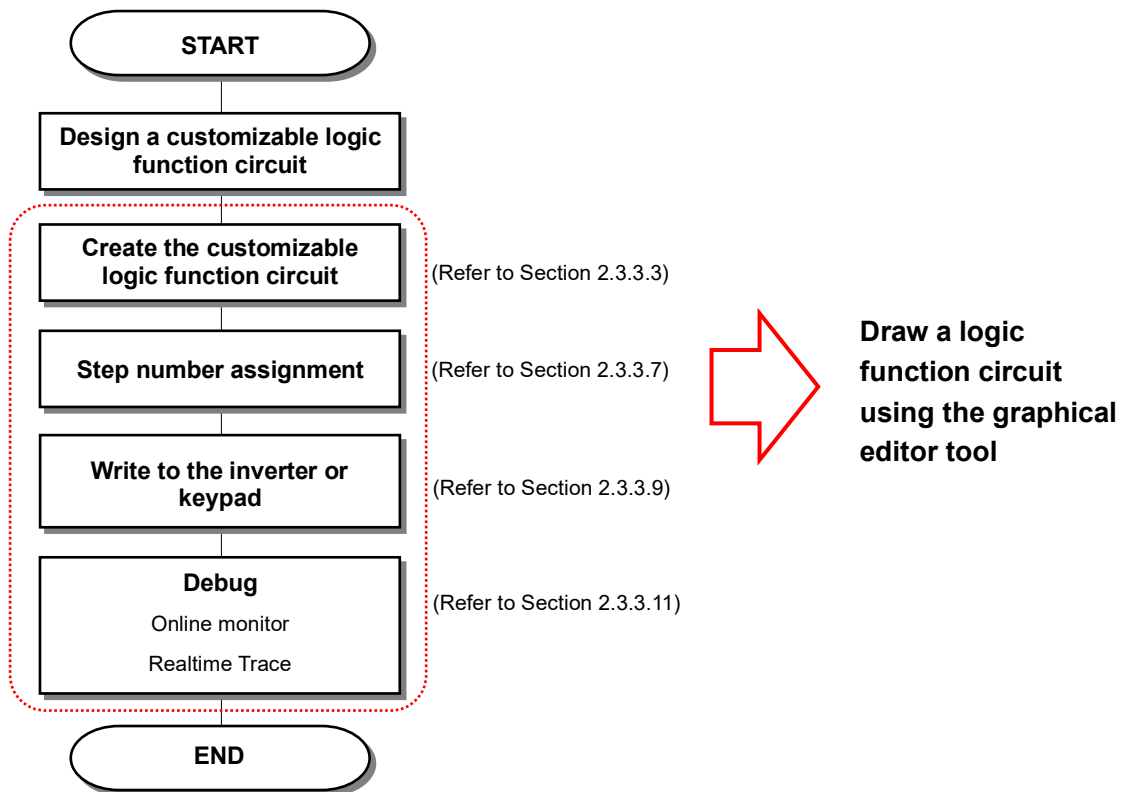 START
Design a customizable logic
function circuit
Create the customizable
logic function circuit
(Refer to Section 2.3.3.3)
Step number assignment
(Refer to Section 2.3.3.7)
Write to the inverter or
keypad
(Refer to Section 2.3.3.9)
Debug
Online monitor
Realtime Trace
(Refer to Section 2.3.3.11)
END
Draw a logic
function circuit
using the graphical
editor tool